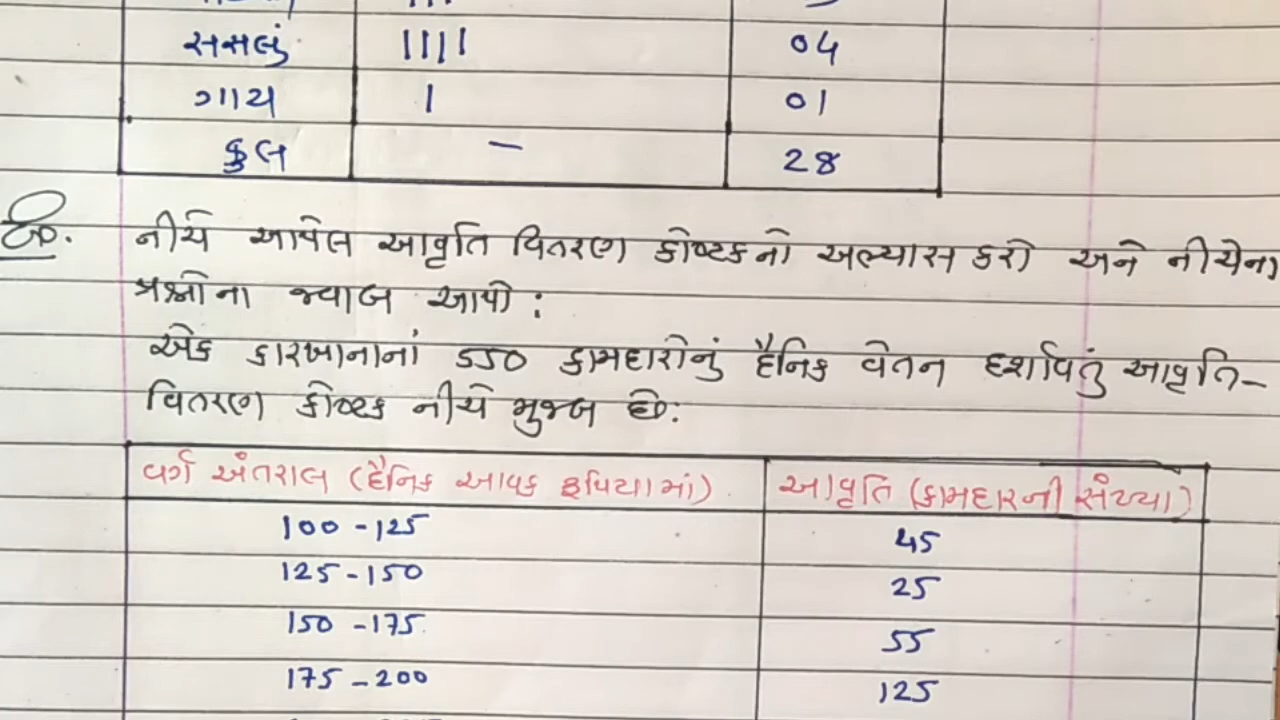 સસલું IIII 04
ગાય I 01
કુલ - 28
નીચે આપેલ આવૃતિ વિતરણ કોષ્ટકનો અભ્યાસ કરો અને નીચેના
પ્રશ્નોના જવાબ આપો :
એક કારખાનાનાં 550 કામદારોનું દૈનિક વેતન દર્શાવતું આવૃતિ-
વિતરણ કોષ્ટક નીચે મુજબ છે:
વર્ગ અંતરાલ (દૈનિક આવક રૂપિયામાં) આવૃતિ (કામદારની સંખ્યા)
100 - 125 45
125 - 150 25
150 - 175 55
175 - 200 125